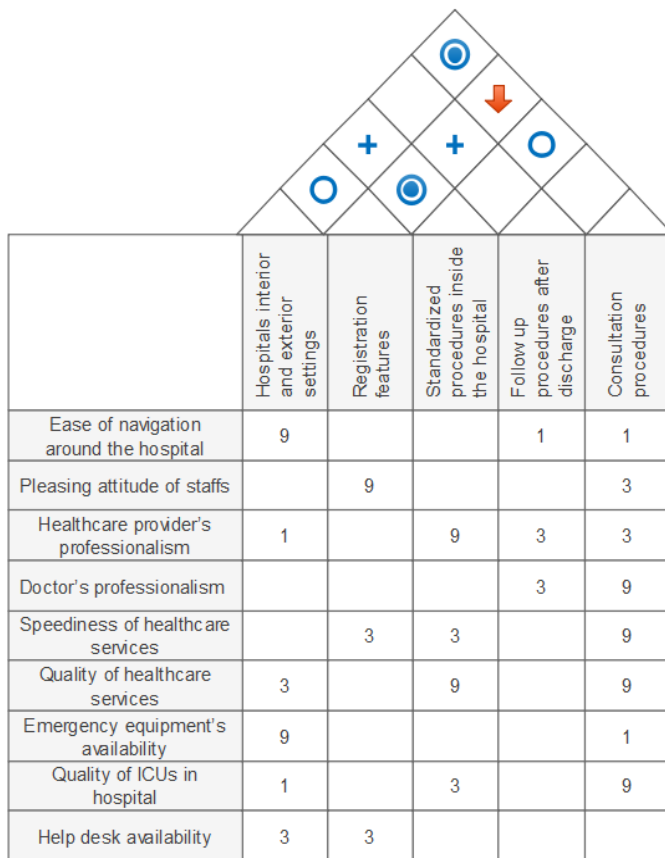 + +
Hospitals interior
and exterior
settings
Registration
features
Standardized
procedures inside
the hospital
Follow up
procedures after
discharge
Consultation
procedures
Ease of navigation
around the hospital
9 1 1
Pleasing attitude of staffs
9 3
Healthcare provider's
professionalism
1 9 3 3
Doctor's professionalism
3 9
Speediness of healthcare
services
3 3 9
Quality of healthcare
services
3 9 9
Emergency equipment's
availability
9 1
Quality of ICUs in
hospital
1 3 9
Help desk availability
3 3